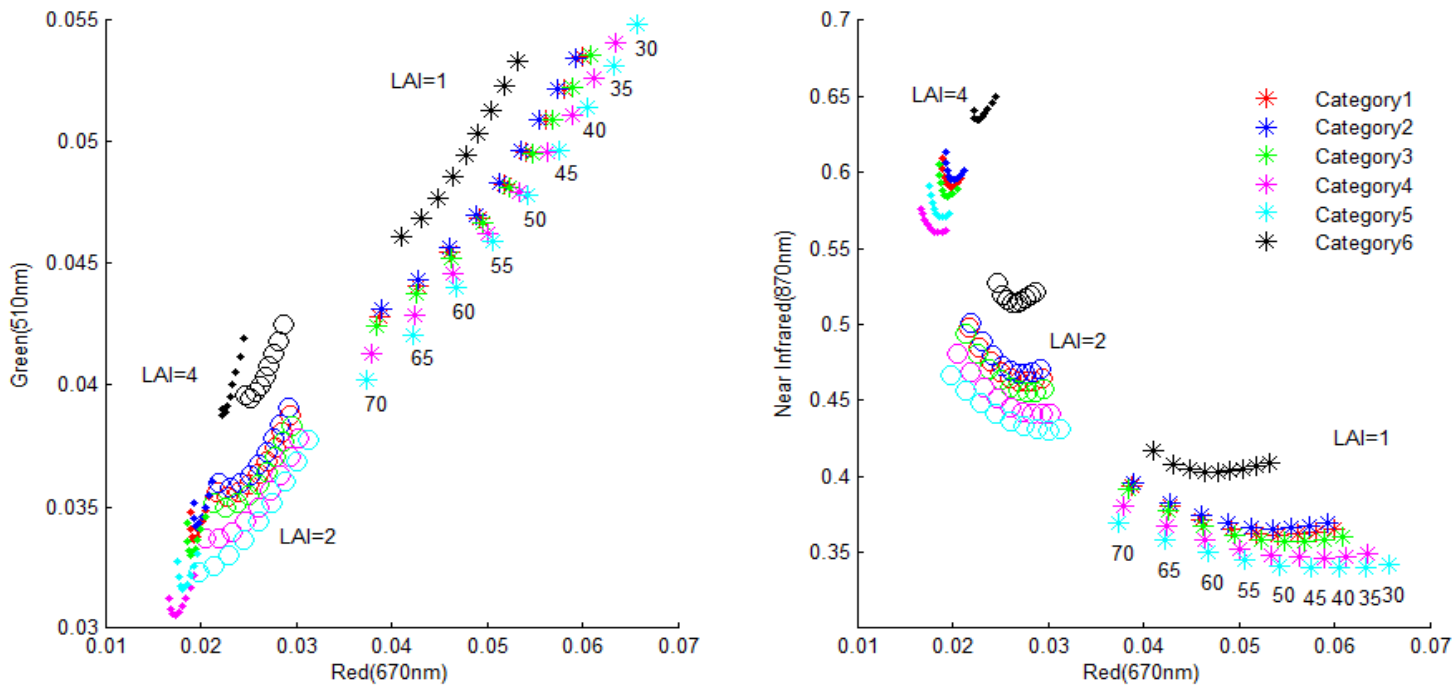 0.055
0.05
0.045
0.04
0.035
0.03
Green(510nm)
LAI=1
30
35
40
45
50
55
60
65
70
LAI=4
LAI=2
0.01 0.02 0.03 0.04 0.05 0.06 0.07
Red(670nm)
0.7
0.65
0.6
0.55
0.5
0.45
0.4
0.35
Near Infrared(870nm)
LAI=4
Category1
Category2
Category3
Category4
Category5
Category6
LAI=2
LAI=1
70
65
60
55
50 45 40 35 30
0.01 0.02 0.03 0.04 0.05 0.06 0.07
Red(670nm)